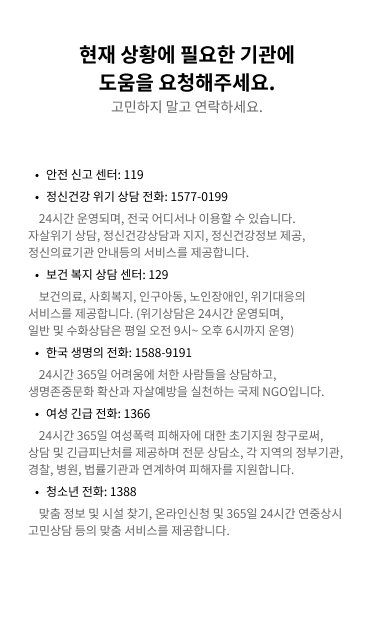 현재 상황에 필요한 기관에
도움을 요청해주세요.
고민하지 말고 연락하세요.
• 안전 신고 센터: 119
• 정신건강 위기 상담 전화: 1577-0199
24시간 운영되며, 전국 어디서나 이용할 수 있습니다.
자살위기 상담, 정신건강상담과 지지, 정신건강정보 제공,
정신의료기관 안내등의 서비스를 제공합니다.
• 보건 복지 상담 센터: 129
보건의료, 사회복지, 인구아동, 노인장애인, 위기대응의
서비스를 제공합니다. (위기상담은 24시간 운영되며,
일반 및 수화상담은 평일 오전 9시~ 오후 6시까지 운영)
• 한국 생명의 전화: 1588-9191
24시간 365일 어려움에 처한 사람들을 상담하고,
생명존중문화 확산과 자살예방을 실천하는 국제 NGO입니다.
• 여성 긴급 전화: 1366
24시간 365일 여성폭력 피해자에 대한 초기지원 창구로써,
상담 및 긴급피난처를 제공하며 전문 상담소, 각 지역의 정부기관,
경찰, 병원, 법률기관과 연계하여 피해자를 지원합니다.
• 청소년 전화: 1388
맞춤 정보 및 시설 찾기, 온라인신청 및 365일 24시간 연중상시
고민상담 등의 맞춤 서비스를 제공합니다.